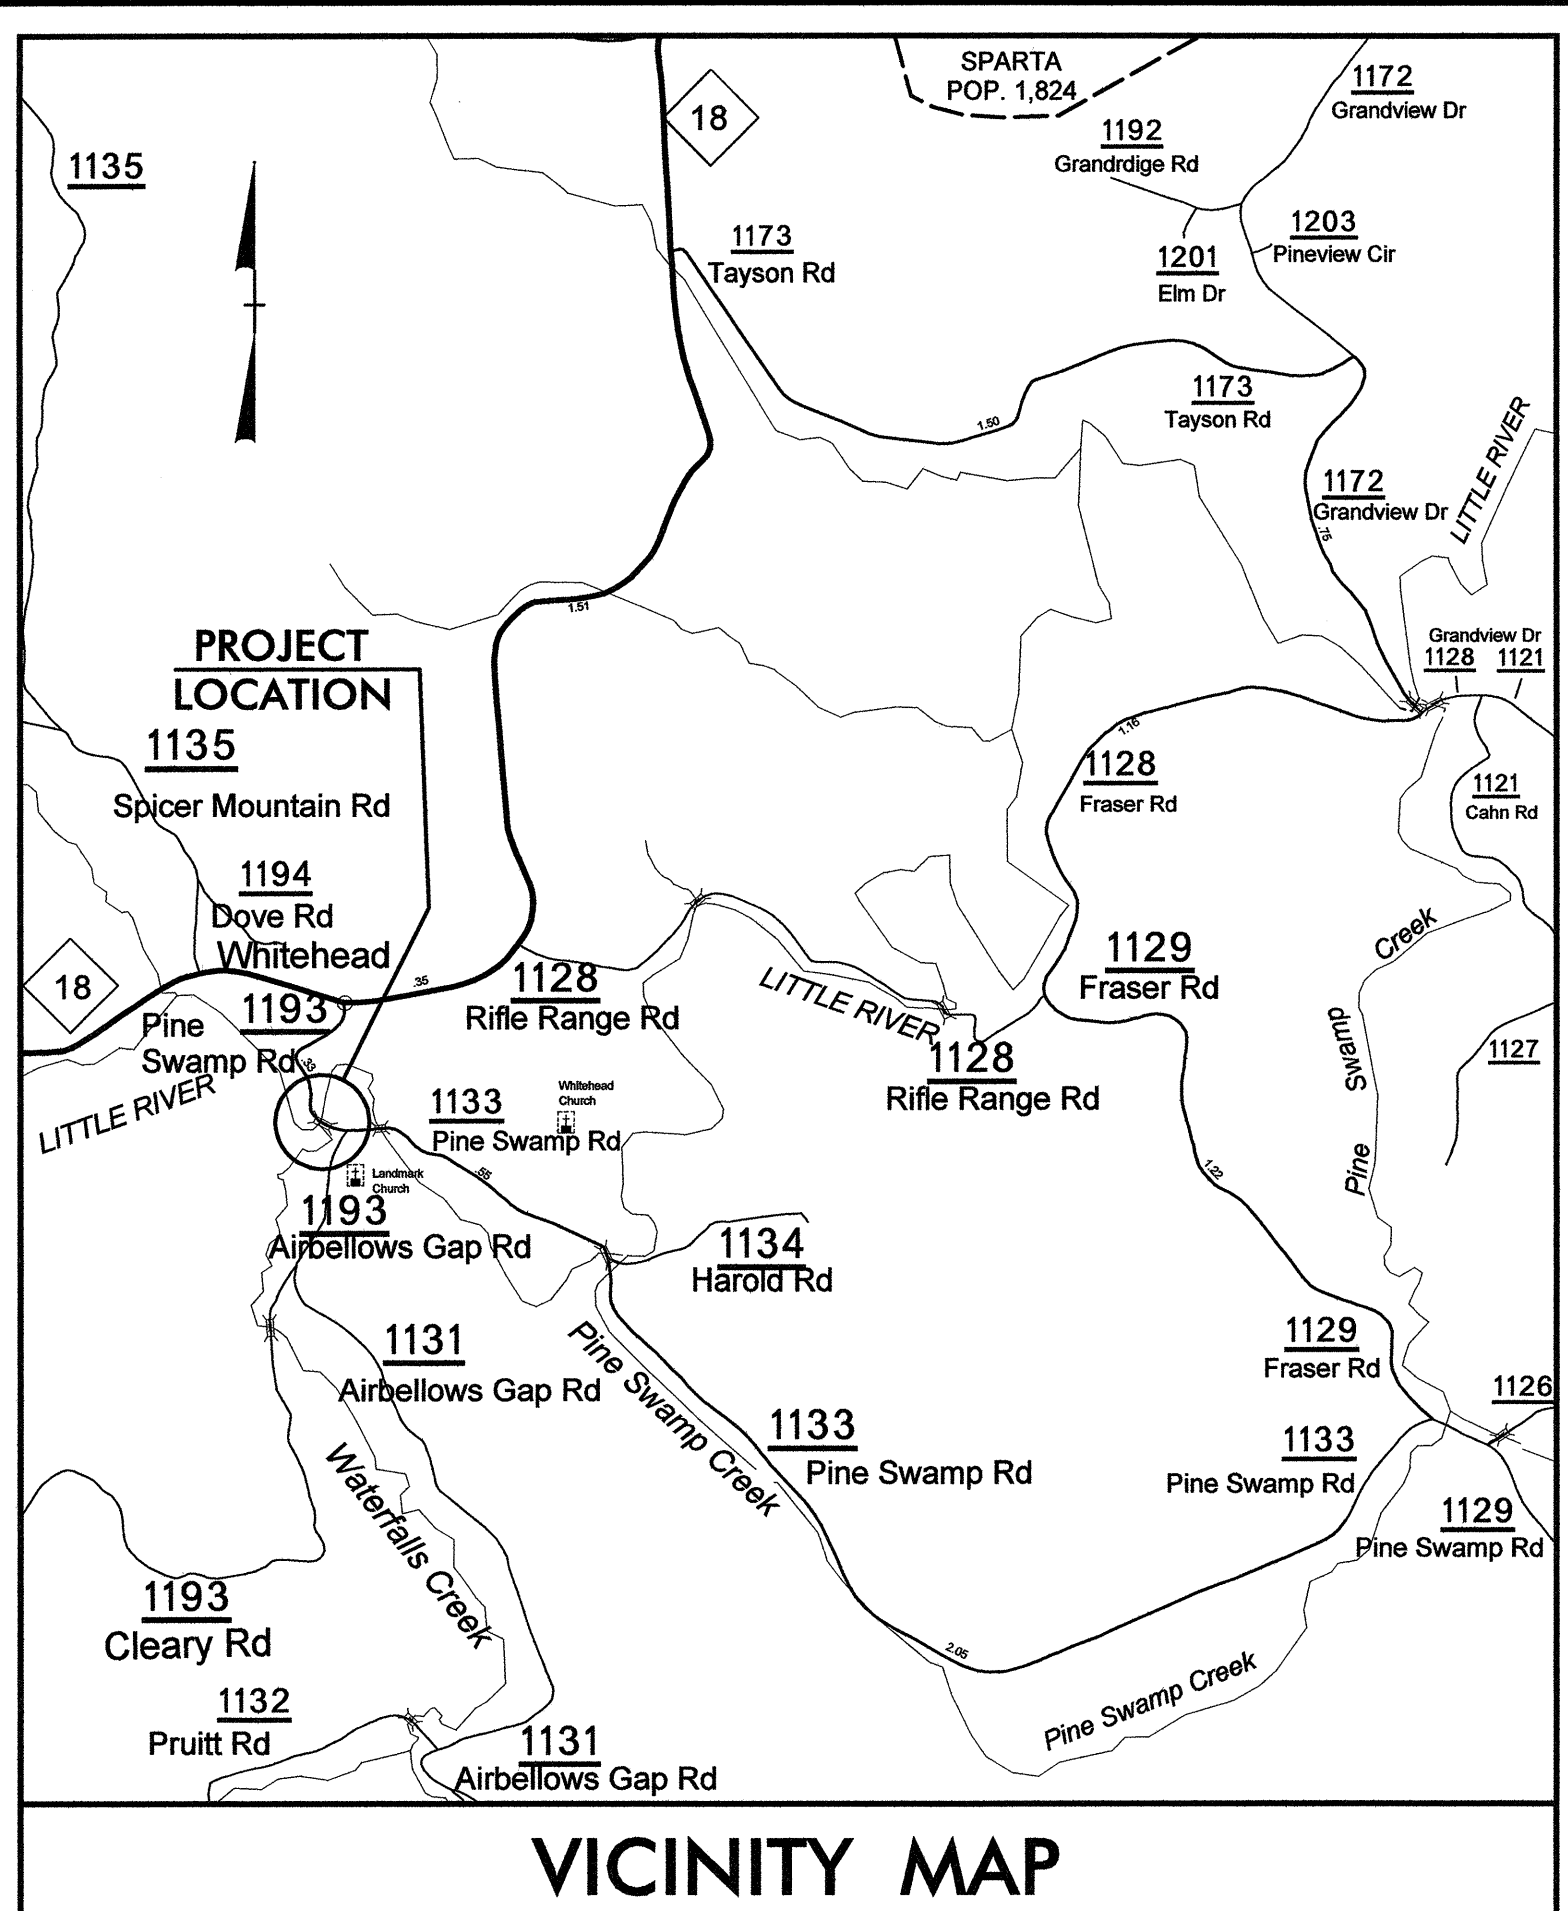 SPARTA
POP. 1,824
1172
Grandview Dr
18
1192
Grandrdige Rd
1135
1203
Pineview Cir
1173
Tayson Rd
1201
Elm Dr
1173
Tayson Rd
1.50
LITTLE RIVER
1172
Grandview Dr
.75
1.51
PROJECT
LOCATION
Grandview Dr
1128
1121
1135
Spicer Mountain Rd
1.16
1128
Fraser Rd
1121
Cahn Rd
1194
Dove Rd
Whitehead
18
.35
1128
Rifle Range Rd
LITTLE RIVER
1129
Fraser Rd
Creek
Swamp
Pine
1193
Pine
Swamp Rd
.33
LITTLE RIVER
1128
Rifle Range Rd
1127
1133
Pine Swamp Rd
Whitehead
Church
.55
Landmark
Church
1.22
1193
Airbellows Gap Rd
1134
Harold Rd
1131
Airbellows Gap Rd
Pine Swamp Creek
1129
Fraser Rd
1126
1133
Pine Swamp Rd
1133
Pine Swamp Rd
1129
Pine Swamp Rd
Waterfalls Creek
1193
Cleary Rd
2.05
Pine Swamp Creek
1132
Pruitt Rd
1131
Airbellows Gap Rd
VICINITY MAP